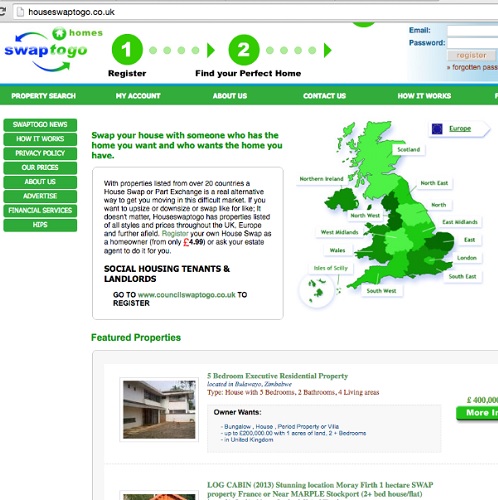 houseswaptogo.co.uk
homes
swaptogo
1
2
Register
Find your Perfect Home
Email:
Password:
register
forgotten pass
PROPERTY SEARCH
MY ACCOUNT
ABOUT US
CONTACT US
HOW IT WORKS
F
SWAPTOGO NEWS
HOW IT WORKS
PRIVACY POLICY
OUR PRICES
ABOUT US
ADVERTISE
FINANCIAL SERVICES
HIPS
Swap your house with someone who has the
home you want and who wants the home you
have.
With properties listed from over 20 countries a
House Swap or Part Exchange is a real alternative
way to get you moving in this difficult market. If you
want to upsize or downsize or swap like for like; It
doesn't matter, Houseswaptogo has properties listed
of all styles and prices throughout the UK, Europe
and further afield. Register your own House Swap as
a homeowner (from only £4.99) or ask your estate
agent to do it for you.
SOCIAL HOUSING TENANTS &
LANDLORDS
GO TO www.councilswaptogo.co.uk TO
REGISTER
Europe
Scotland
Northern Ireland
North East
North
North West
East Midlands
West Midlands
East
Wales
London
Isles of Scilly
South East
South West
Featured Properties
5 Bedroom Executive Residential Property
located in Bulawayo, Zimbabwe
Type: House with 5 Bedrooms, 2 Bathrooms, 4 Living areas
£ 400,000
More In
Owner Wants:
- Bungalow , House , Period Property or Villa
- up to £200,000.00 with 1 acres of land, 2 + Bedrooms
- in United Kingdom
LOG CABIN (2013) Stunning location Moray Firth 1 hectare SWAP
property France or Near MARPLE Stockport (2+ bed house/flat)